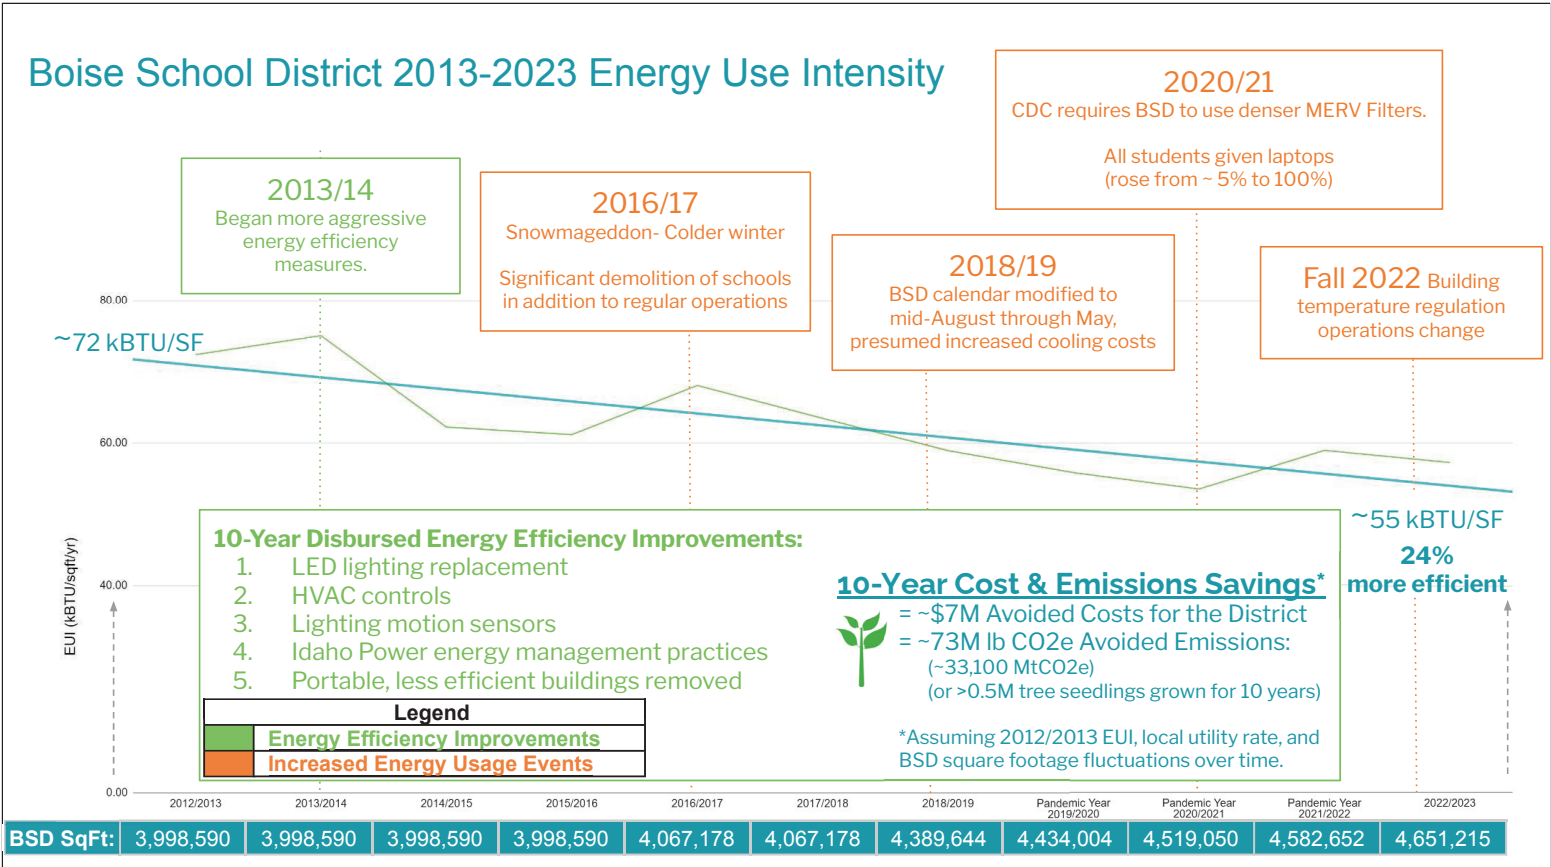 Boise School District 2013-2023 Energy Use Intensity
2013/14
Began more aggressive
energy efficiency
measures.
2016/17
Snowmageddon- Colder winter
Significant demolition of schools
in addition to regular operations
2018/19
BSD calendar modified to
mid-August through May,
presumed increased cooling costs
2020/21
CDC requires BSD to use denser MERV Filters.
All students given laptops
(rose from ~ 5% to 100%)
Fall 2022 Building
temperature regulation
operations change
80.00
60.00
40.00
0.00
EUI (kBTU/sqft/yr)
~72 kBTU/SF
~55 kBTU/SF
24%
more efficient
10-Year Disbursed Energy Efficiency Improvements:
1. LED lighting replacement
2. HVAC controls
3. Lighting motion sensors
4. Idaho Power energy management practices
5. Portable, less efficient buildings removed
Legend
Energy Efficiency Improvements
Increased Energy Usage Events
10-Year Cost & Emissions Savings*
= ~$7M Avoided Costs for the District
= ~73M lb CO2e Avoided Emissions:
(~33,100 MtCO2e)
(or >0.5M tree seedlings grown for 10 years)
*Assuming 2012/2013 EUI, local utility rate, and
BSD square footage fluctuations over time.
2012/2013 2013/2014 2014/2015 2015/2016 2016/2017 2017/2018 2018/2019 Pandemic Year Pandemic Year Pandemic Year 2022/2023
2019/2020 2020/2021 2021/2022
BSD SqFt: 3,998,590 3,998,590 3,998,590 3,998,590 4,067,178 4,067,178 4,389,644 4,434,004 4,519,050 4,582,652 4,651,215